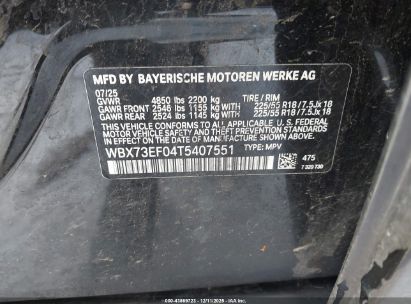 MFD BY BAYERISCHE MOTOREN WERKE AG
07/25 TIRE / RIM
GVWR 4850 lbs 2200 kg
GAWR FRONT 2546 lbs 1155 kg WITH 225/55 R18 / 7.5Jx18
GAWR REAR 2524 lbs 1145 kg WITH 225/55 R18 / 7.5Jx18
THIS VEHICLE CONFORMS TO ALL APPLICABLE U.S. FEDERAL
MOTOR VEHICLE SAFETY AND THEFT PREVENTION STANDARDS
IN EFFECT ON THE DATE OF MANUFACTURE SHOWN ABOVE.
WBX73EF04T5407551 TYPE: MPV
475